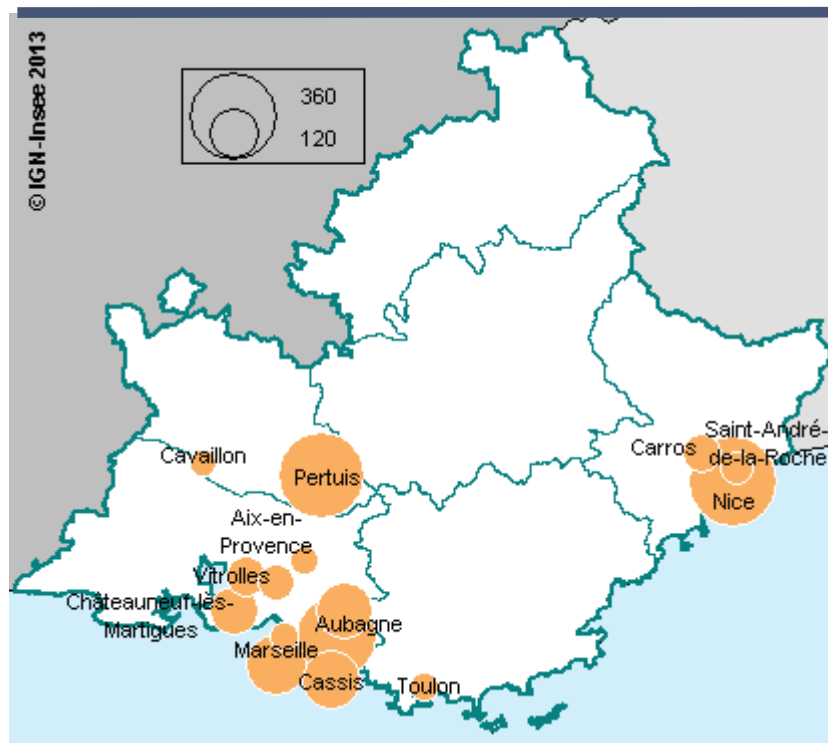 © IGN-Insee 2013
360
120
Saint-André-
de-la-Roche
Carros
Nice
Cavaillon
Pertuis
Aix-en-
Provence
Vitrolles
Châteauneuf-lès-
Martigues
Aubagne
Marseille
Cassis
Toulon